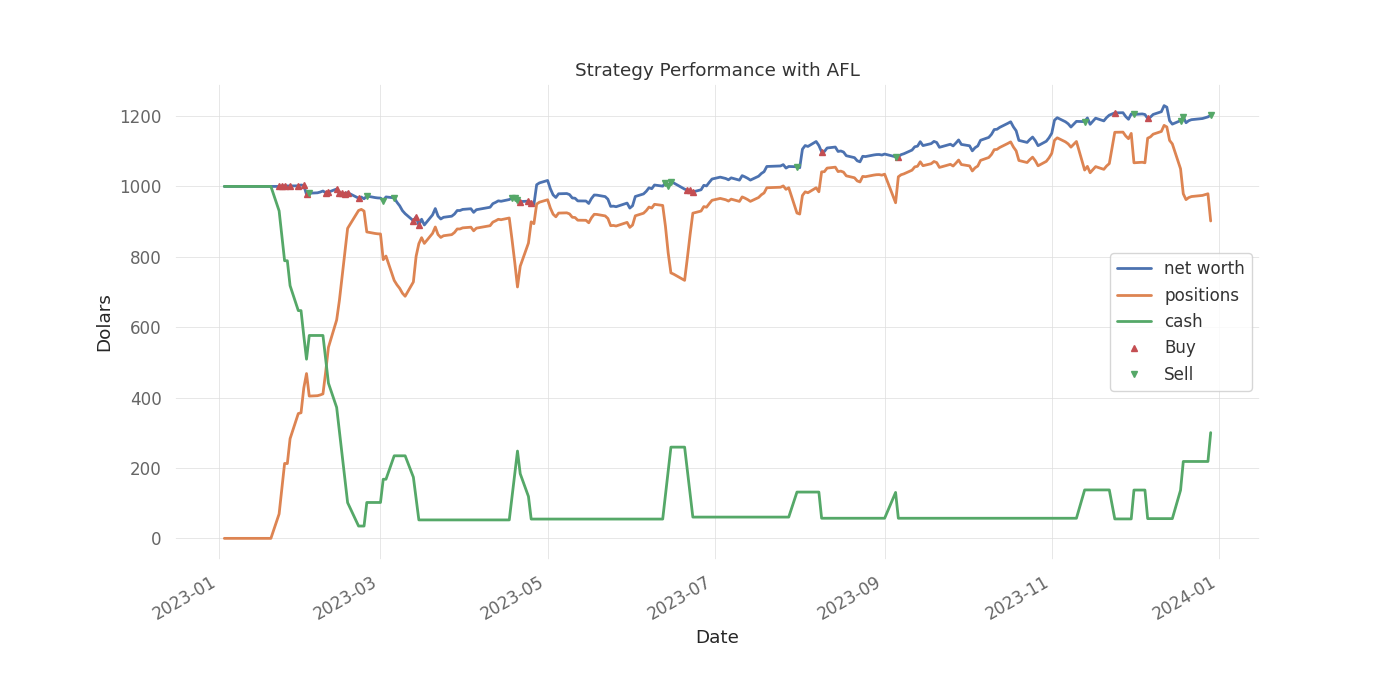 Strategy Performance with AFL
1200
1000
800
600
400
200
0
Dolars
net worth
positions
cash
Buy
Sell
2023-01
2023-03
2023-05
2023-07
2023-09
2023-11
2024-01
Date